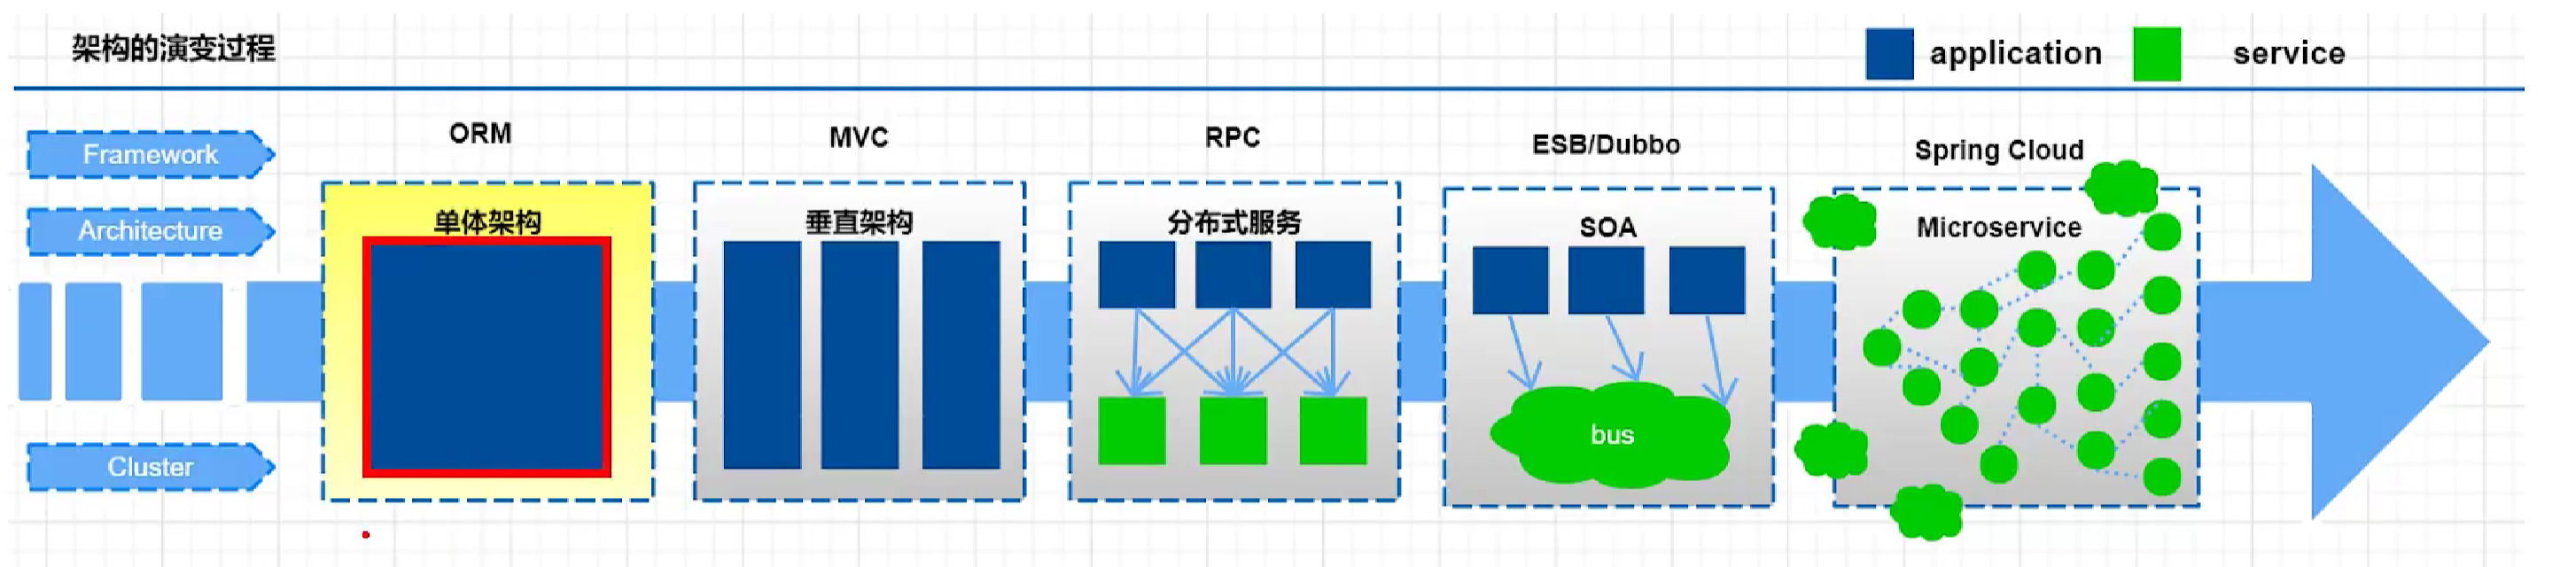 架构的演变过程
application
service
Framework
ORM
MVC
RPC
ESB/Dubbo
Spring Cloud
Architecture
单体架构
垂直架构
分布式服务
SOA
Microservice
bus
Cluster